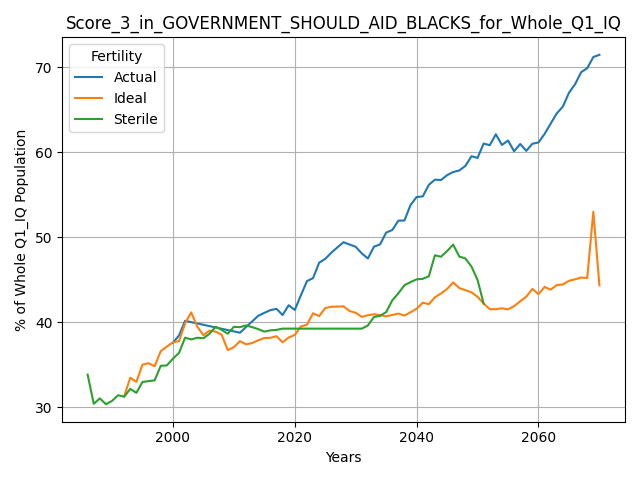 Score_3_in_GOVERNMENT_SHOULD_AID_BLACKS_for_Whole_Q1_IQ
Fertility
Actual
Ideal
Sterile
% of Whole Q1_IQ Population
70
60
50
40
30
2000
2020
2040
2060
Years